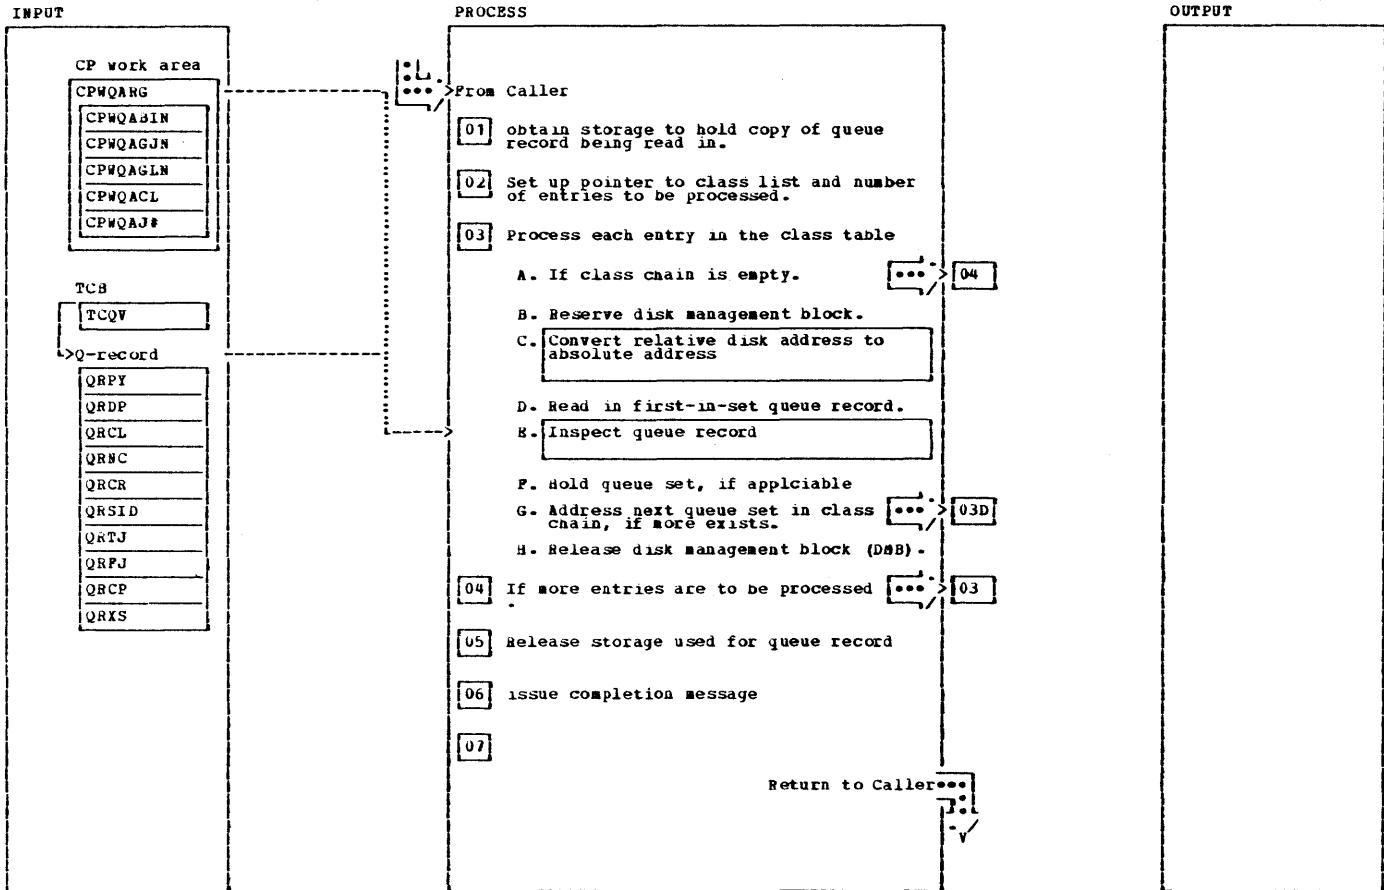 INPUT
PROCESS
OUTPUT
CP work area
CPWQARG
CPWQABIN
CPWQAGJN
CPWQAGLN
CPWQACL
CPWQAJ#
TCB
TCQV
Q-record
QRPY
QRDP
QRCL
QRNC
QRCR
QRSID
QRTJ
QRFJ
QRCP
QRXS
From Caller
01 obtain storage to hold copy of queue
record being read in.
02 Set up pointer to class list and number
of entries to be processed.
03 Process each entry in the class table
A. If class chain is empty. 04
B. Reserve disk management block.
C. Convert relative disk address to
absolute address
D. Read in first-in-set queue record.
E. Inspect queue record
F. Hold queue set, if applciable
G. Address next queue set in class 03D
chain, if more exists.
H. Release disk management block (DMB).
04 If more entries are to be processed 03
.
05 Release storage used for queue record
06 issue completion message
07
Return to Caller